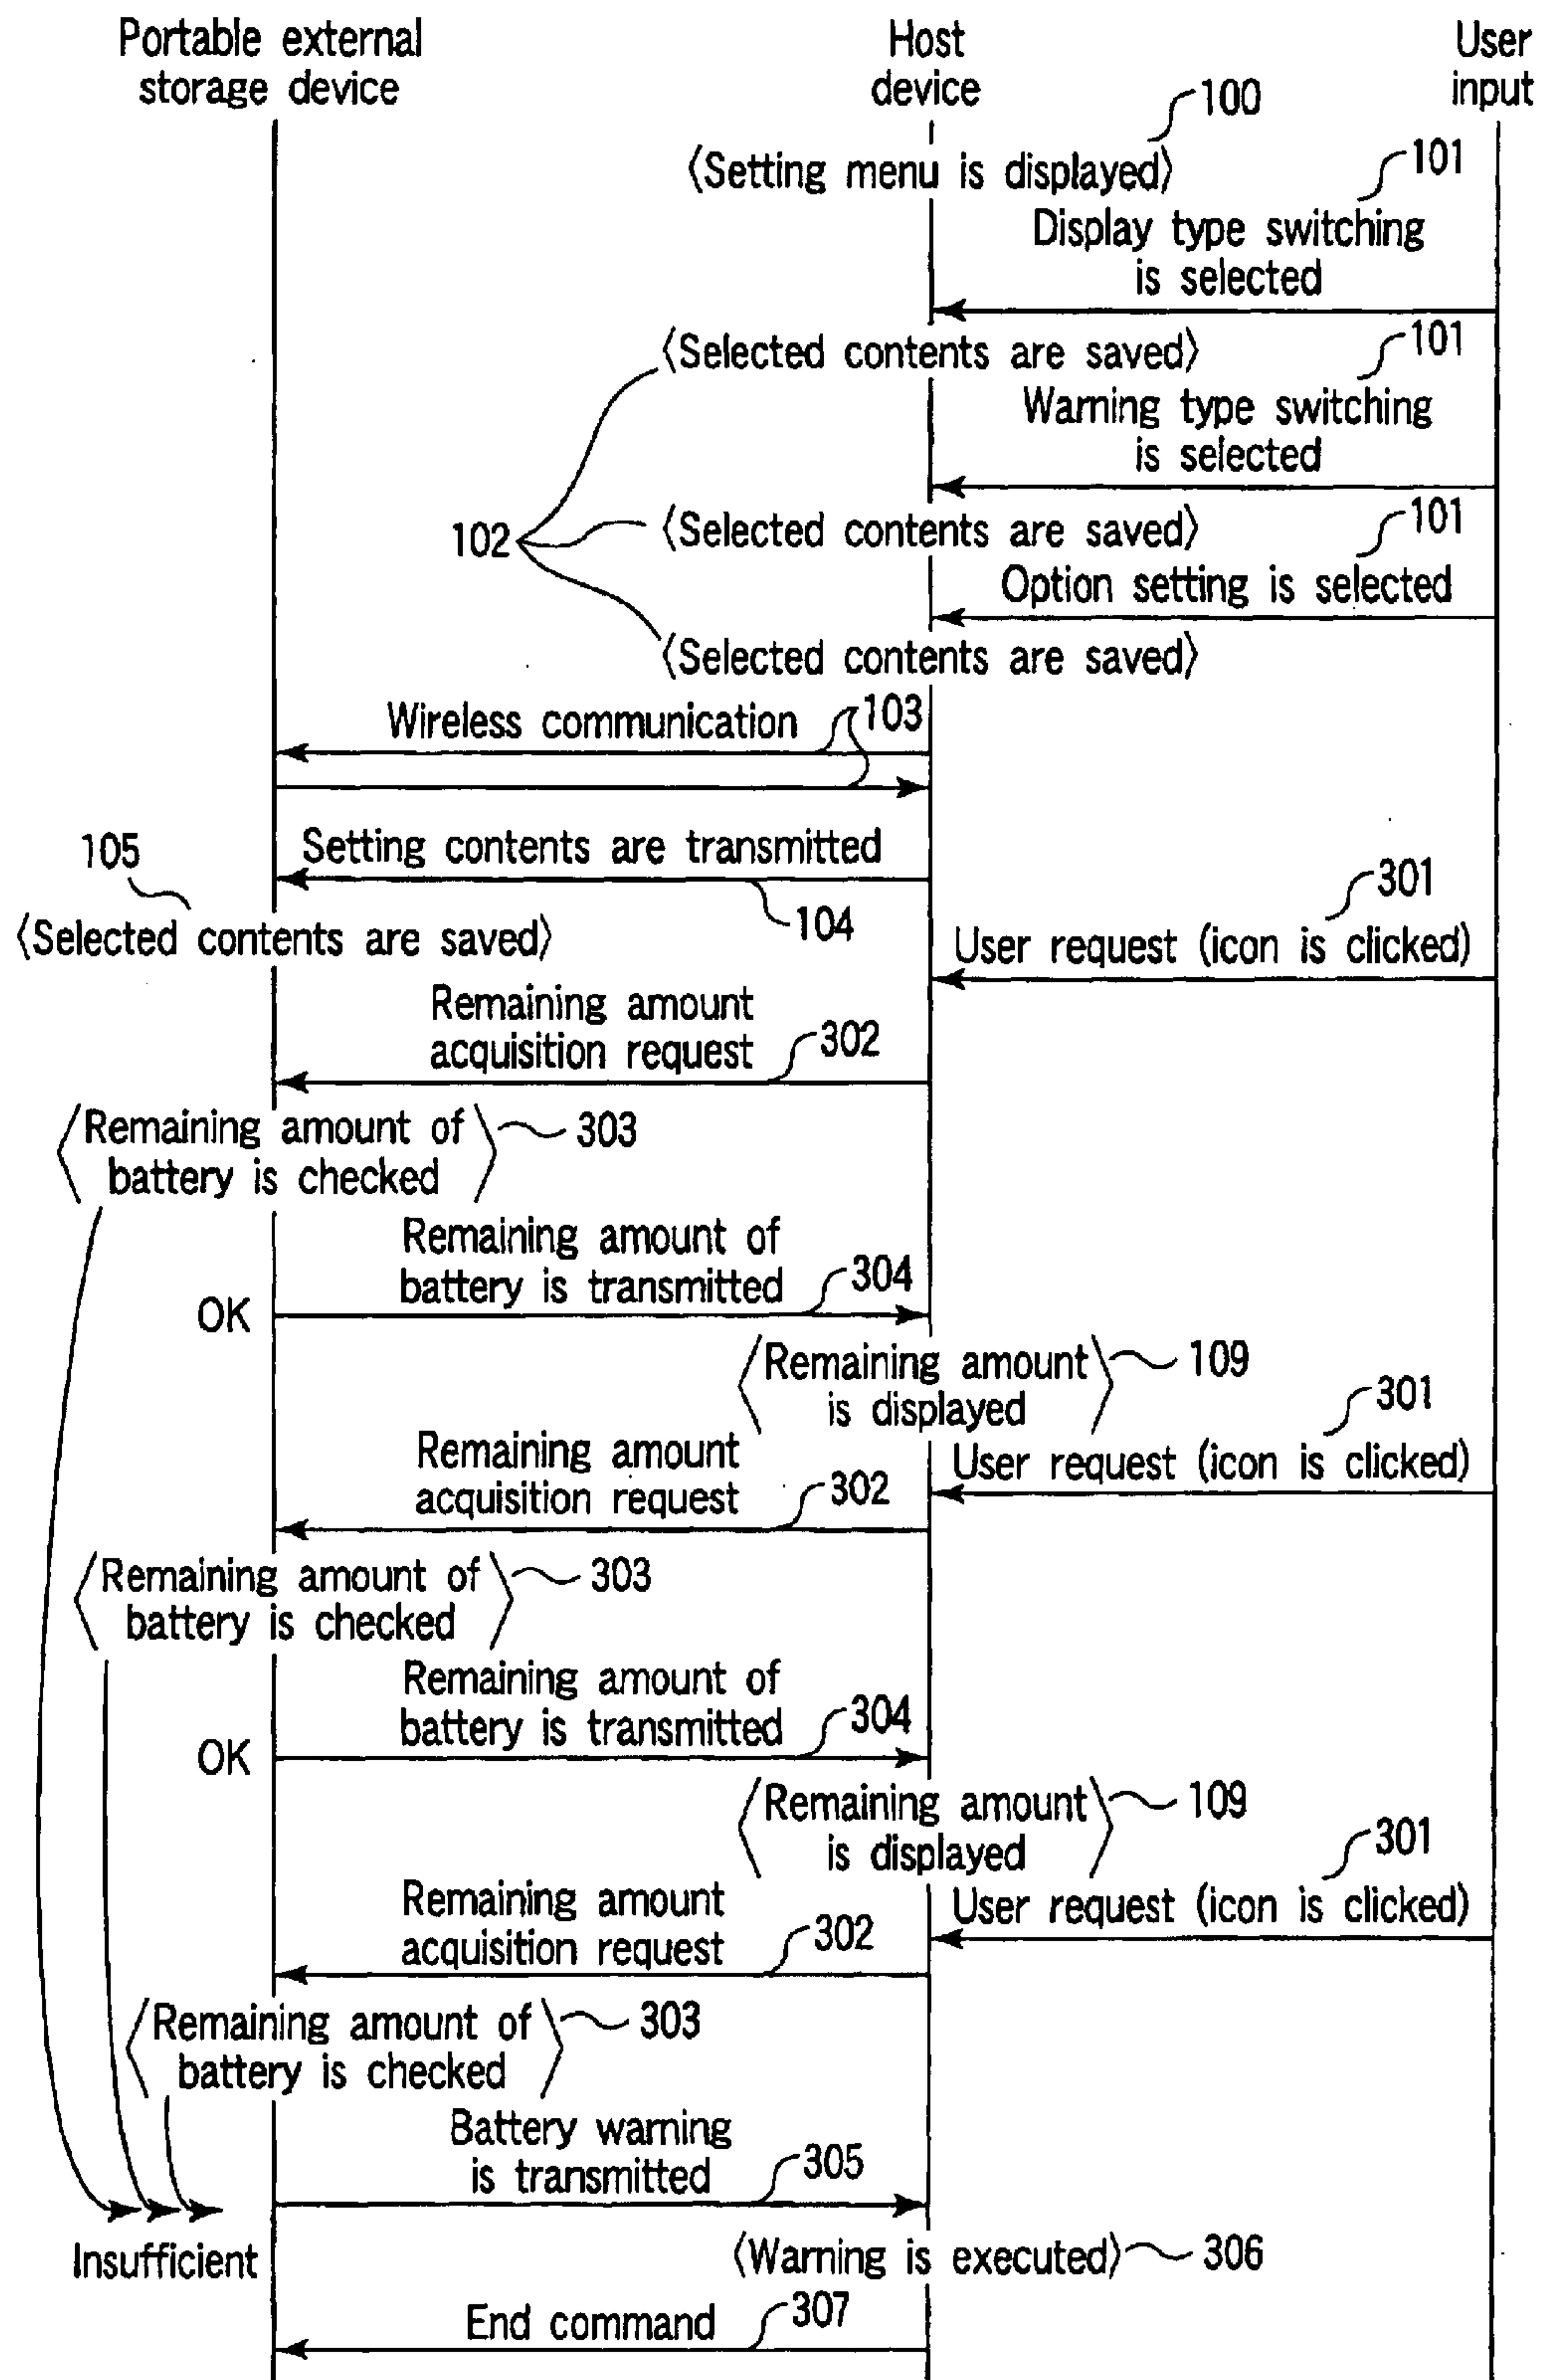 Portable external
storage device
Host
device
User
input
100
〈Setting menu is displayed〉
101
Display type switching
is selected
〈Selected contents are saved〉
101
Warning type switching
is selected
102
〈Selected contents are saved〉
101
Option setting is selected
〈Selected contents are saved〉
Wireless communication
103
105
Setting contents are transmitted
104
〈Selected contents are saved〉
301
User request (icon is clicked)
Remaining amount
acquisition request
302
〈Remaining amount of
battery is checked〉
303
Remaining amount of
battery is transmitted
304
OK
〈Remaining amount
is displayed〉
109
301
User request (icon is clicked)
Remaining amount
acquisition request
302
〈Remaining amount of
battery is checked〉
303
Remaining amount of
battery is transmitted
304
OK
〈Remaining amount
is displayed〉
109
301
User request (icon is clicked)
Remaining amount
acquisition request
302
〈Remaining amount of
battery is checked〉
303
Battery warning
is transmitted
305
Insufficient
〈Warning is executed〉
306
End command
307